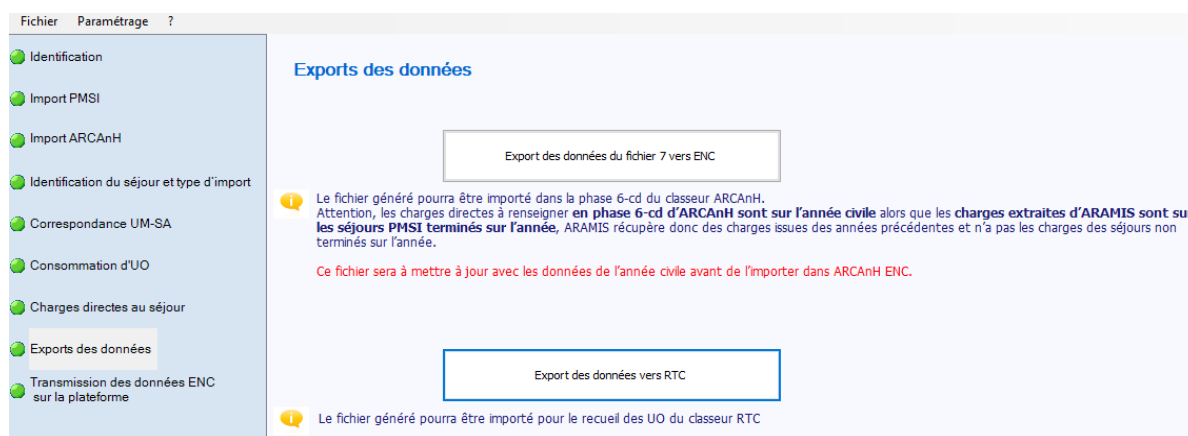 Fichier Paramétrage ?
Identification
Import PMSI
Import ARCAnH
Identification du séjour et type d'import
Correspondance UM-SA
Consommation d'UO
Charges directes au séjour
Exports des données
Transmission des données ENC
sur la plateforme
Exports des données
Export des données du fichier 7 vers ENC
Le fichier généré pourra être importé dans la phase 6-cd du classeur ARCAnH.
Attention, les charges directes à renseigner en phase 6-cd d'ARCAnH sont sur l'année civile alors que les charges extraites d'ARAMIS sont su
les séjours PMSI terminés sur l'année, ARAMIS récupère donc des charges issues des années précédentes et n'a pas les charges des séjours non
terminés sur l'année.
Ce fichier sera à mettre à jour avec les données de l'année civile avant de l'importer dans ARCAnH ENC.
Export des données vers RTC
Le fichier généré pourra être importé pour le recueil des UO du classeur RTC